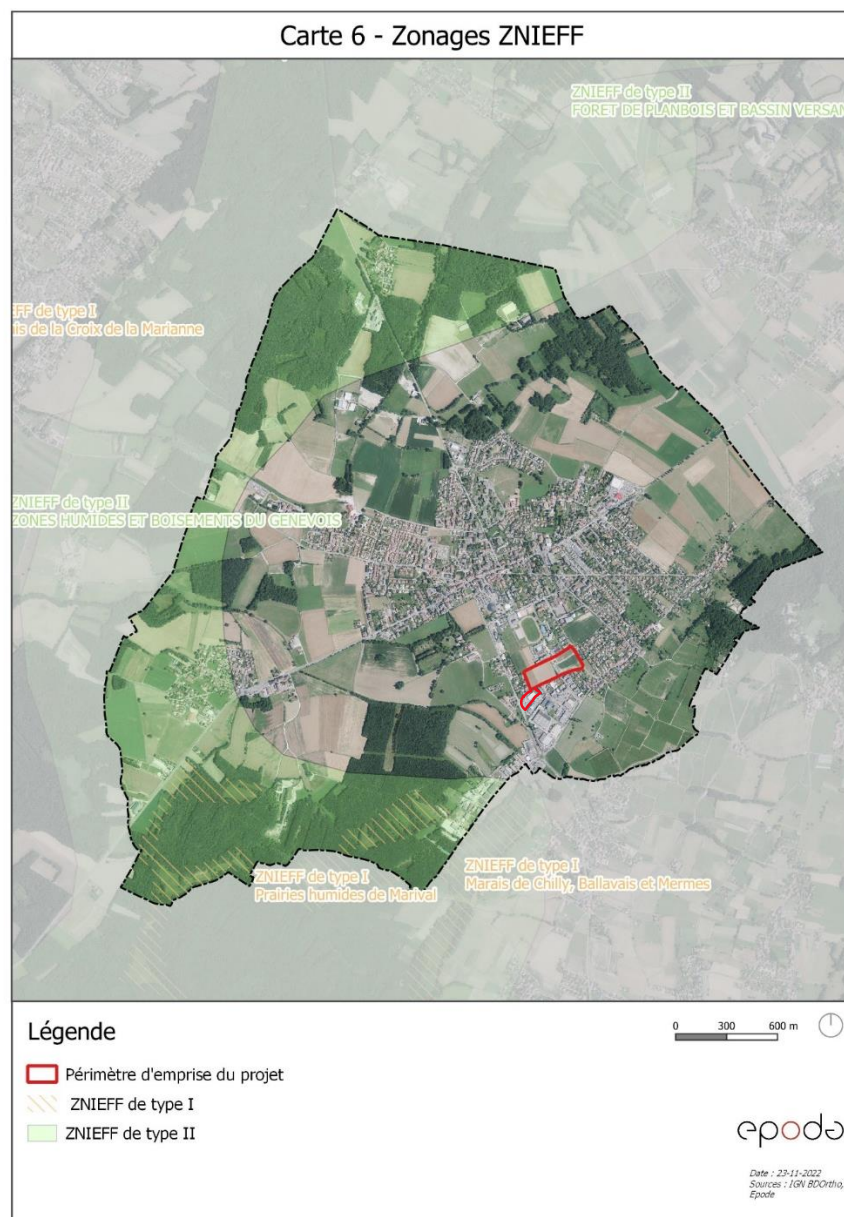 Carte 6 - Zonages ZNIEFF
ZNIEFF de type II
FORET DE PLANBOIS ET BASSIN VERSAN
EFF de type I
ais de la Croix de la Marianne
ZNIEFF de type II
ZONES HUMIDES ET BOISEMENTS DU GENEVOIS
ZNIEFF de type I
Prairies humides de Marival
ZNIEFF de type I
Marais de Chilly, Ballavais et Mermes
Légende
0 300 600 m
Périmètre d'emprise du projet
ZNIEFF de type I
ZNIEFF de type II
epode
Date : 23-11-2022
Sources : IGN BDOrtho,
Epode